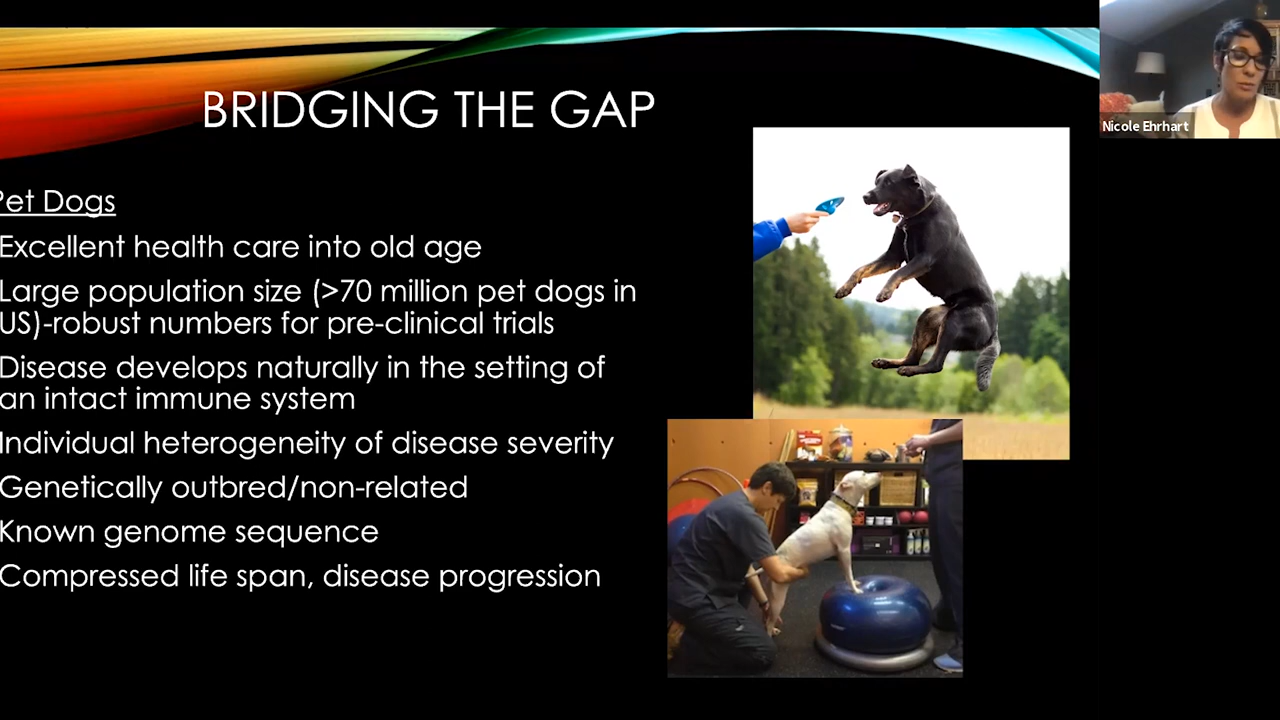 BRIDGING THE GAP
Nicole Ehrhart
Pet Dogs
Excellent health care into old age
Large population size (>70 million pet dogs in
US)-robust numbers for pre-clinical trials
Disease develops naturally in the setting of
an intact immune system
Individual heterogeneity of disease severity
Genetically outbred/non-related
Known genome sequence
Compressed life span, disease progression